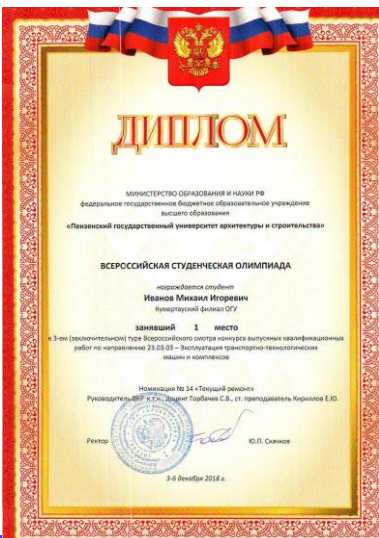 ДИПЛОМ
МИНИСТЕРСТВО ОБРАЗОВАНИЯ И НАУКИ РФ
федеральное государственное бюджетное образовательное учреждение
высшего образования
«Пензенский государственный университет архитектуры и строительства»
ВСЕРОССИЙСКАЯ СТУДЕНЧЕСКАЯ ОЛИМПИАДА
награждается студент
Иванов Михаил Игоревич
Кумертауский филиал ОГУ
занявший 1 место
в 3-ем (заключительном) туре Всероссийского смотра конкурса выпускных квалификационных
работ по направлению 23.03.03 – Эксплуатация транспортно-технологических
машин и комплексов
Номинация № 14 «Текущий ремонт»
Руководитель ВКР к.т.н., доцент Горбачев С.В., ст. преподаватель Кириллов Е.Ю.
Ректор Ю.П. Скачков
3-6 декабря 2018 г.